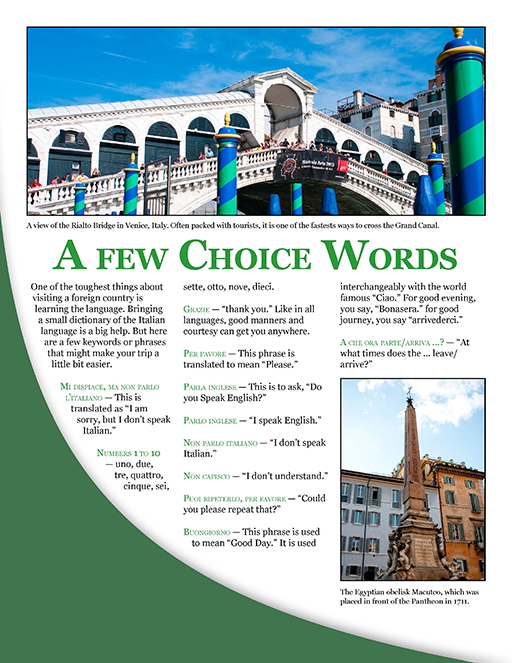 A view of the Rialto Bridge in Venice, Italy. Often packed with tourists, it is one of the fastests ways to cross the Grand Canal.
A FEW CHOICE WORDS
One of the toughest things about
visiting a foreign country is
learning the language. Bringing
a small dictionary of the Italian
language is a big help. But here
are a few keywords or phrases
that might make your trip a
little bit easier.
MI DISPIACE, MA NON PARLO
L'ITALIANO — This is
translated as "I am
sorry, but I don't speak
Italian."
NUMBERS 1 TO 10
— uno, due,
tre, quattro,
cinque, sei,
sette, otto, nove, dieci.
GRAZIE — "thank you." Like in all
languages, good manners and
courtesy can get you anywhere.
PER FAVORE — This phrase is
translated to mean "Please."
PARLA INGLESE — This is to ask, "Do
you Speak English?"
PARLO INGLESE — "I speak English."
NON PARLO ITALIANO — "I don't speak
Italian."
NON CAPISCO — "I don't understand."
PUOI RIPETERLO, PER FAVORE — "Could
you please repeat that?"
BUONGIORNO — This phrase is used
to mean "Good Day." It is used
interchangeably with the world
famous "Ciao." For good evening,
you say, "Bonasera." for good
journey, you say "arrivederci."
A CHE ORA PARTE/ARRIVA ...? — "At
what times does the ... leave/
arrive?"
The Egyptian obelisk Macuteo, which was
placed in front of the Pantheon in 1711.